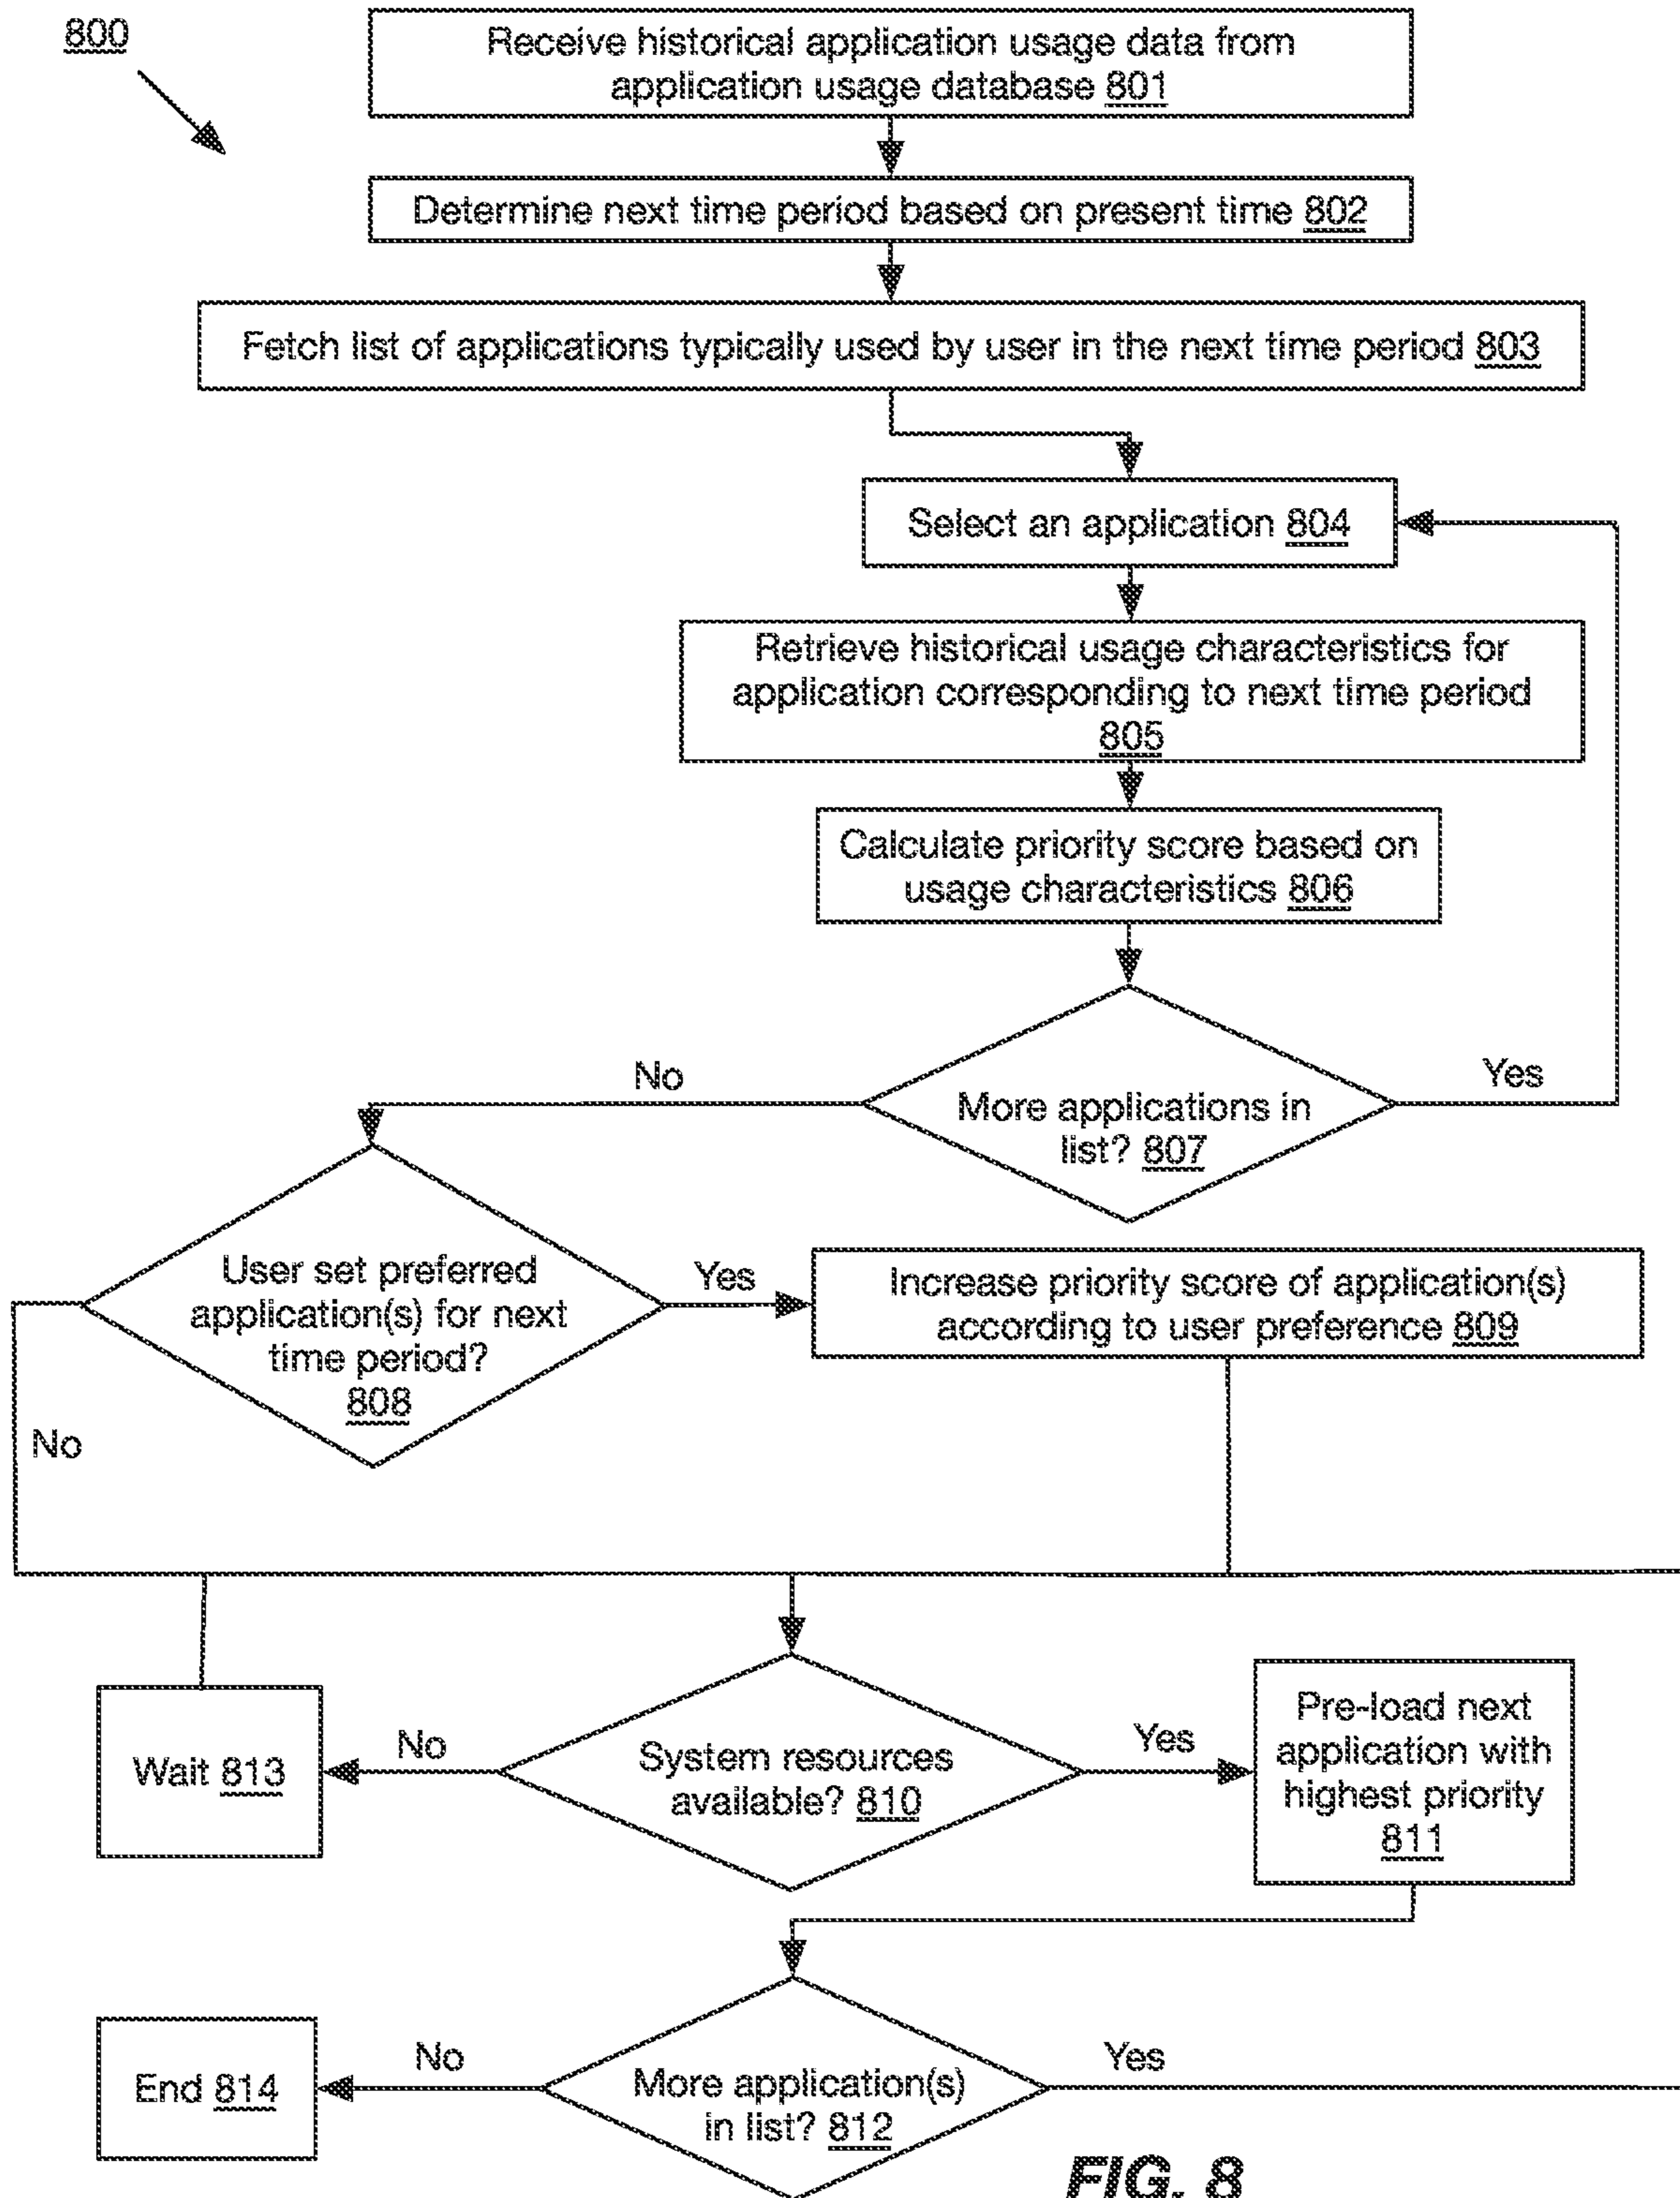 800
Receive historical application usage data from
application usage database 801
Determine next time period based on present time 802
Fetch list of applications typically used by user in the next time period 803
Select an application 804
Retrieve historical usage characteristics for
application corresponding to next time period
805
Calculate priority score based on
usage characteristics 806
More applications in
list? 807
No
Yes
User set preferred
application(s) for next
time period?
808
Yes
No
Increase priority score of application(s)
according to user preference 809
System resources
available? 810
No
Yes
Wait 813
Pre-load next
application with
highest priority
811
More application(s)
in list? 812
No
Yes
End 814
FIG. 8